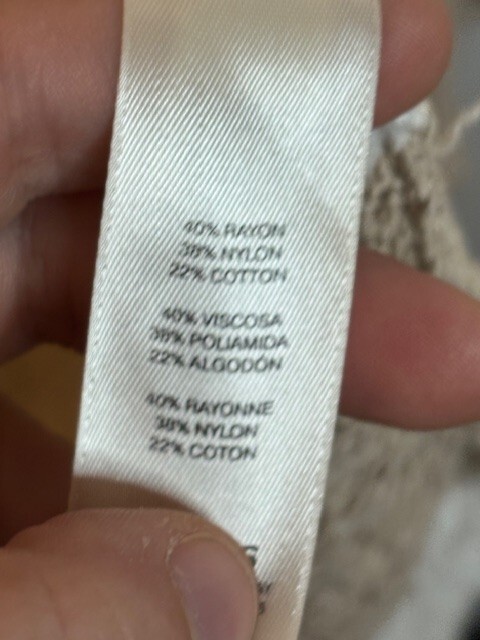 40% RAYON
38% NYLON
22% COTTON
40% VISCOSA
38% POLIAMIDA
22% ALGODÓN
40% RAYONNE
38% NYLON
22% COTON